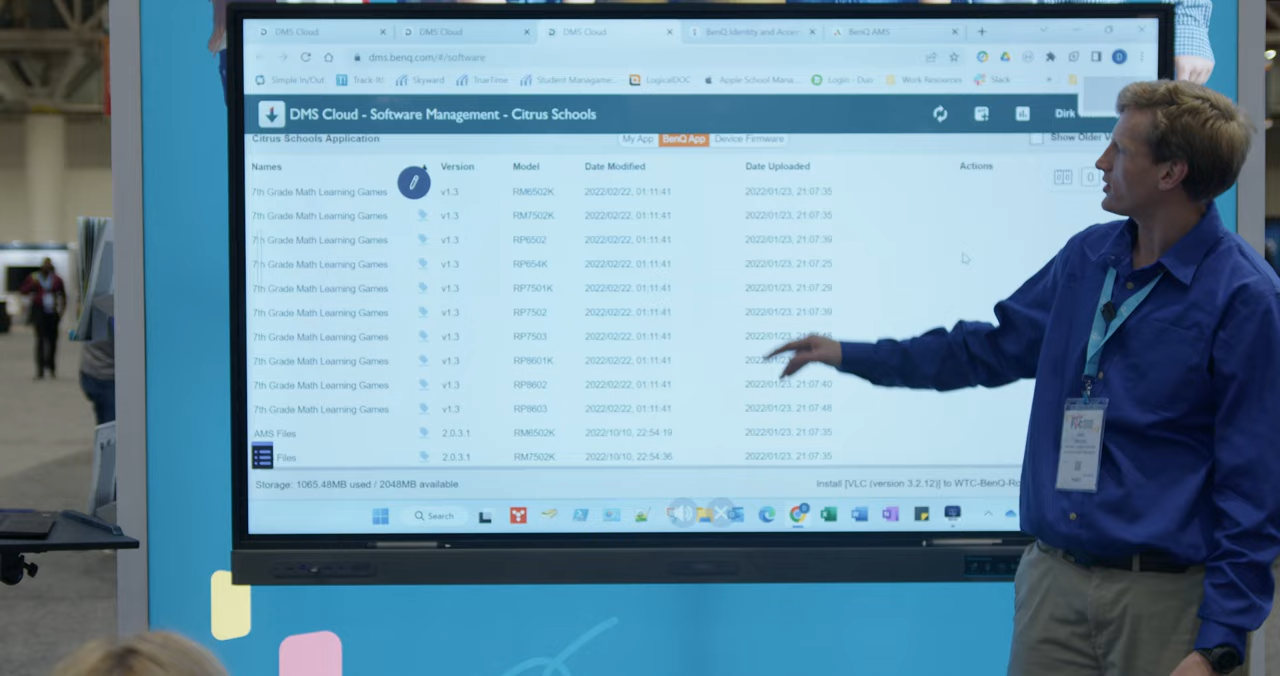 DMS Cloud DMS Cloud DMS Cloud BenQ Identity and Acce BenQ AMS
dms.benq.com/#/software
Simple In/Out Track-It! Skyward TrueTime Student Manageme... LogicalDOC Apple School Mana... Login - Duo Work Resources Slack
DMS Cloud - Software Management - Citrus Schools Dirk
Citrus Schools Application My App BenQ App Device Firmware Show Older
Names Version Model Date Modified Date Uploaded Actions
7th Grade Math Learning Games v1.3 RM6502K 2022/02/22, 01:11:41 2022/01/23, 21:07:35
7th Grade Math Learning Games v1.3 RM7502K 2022/02/22, 01:11:41 2022/01/23, 21:07:35
7th Grade Math Learning Games v1.3 RP6502 2022/02/22, 01:11:41 2022/01/23, 21:07:39
7th Grade Math Learning Games v1.3 RP654K 2022/02/22, 01:11:41 2022/01/23, 21:07:25
7th Grade Math Learning Games v1.3 RP7501K 2022/02/22, 01:11:41 2022/01/23, 21:07:29
7th Grade Math Learning Games v1.3 RP7502 2022/02/22, 01:11:41 2022/01/23, 21:07:39
7th Grade Math Learning Games v1.3 RP7503 2022/02/22, 01:11:41 2022/01/23,
7th Grade Math Learning Games v1.3 RP8601K 2022/02/22, 01:11:41
7th Grade Math Learning Games v1.3 RP8602 2022/02/22, 01:11:41 2022/01/23, 21:07:40
7th Grade Math Learning Games v1.3 RP8603 2022/02/22, 01:11:41 2022/01/23, 21:07:48
AMS Files 2.0.3.1 RM6502K 2022/10/10, 22:54:19 2022/01/23, 21:07:35
Files 2.0.3.1 RM7502K 2022/10/10, 22:54:36 2022/01/23, 21:07:35
Storage: 1065.48MB used / 2048MB available Install [VLC (version 3.2.12)] to WTC-BenQ-Ro
Search